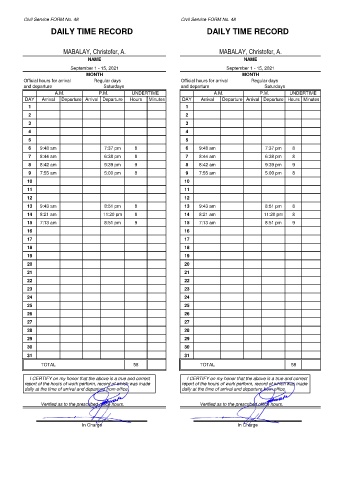 Civil Service FORM No. 48
DAILY TIME RECORD
MABALAY, Christofer, A.
NAME
September 1 - 15, 2021
MONTH
Official hours for arrival Regular days
and departure Saturdays
A.M. P.M. UNDERTIME
DAY Arrival Departure Arrival Departure Hours Minutes
1
2
3
4
5
6 9:48 am 7:37 pm 8
7 8:44 am 6:28 pm 8
8 8:42 am 9:39 pm 8
9 7:55 am 5:00 pm 8
10
11
12
13 9:43 am 8:51 pm 8
14 8:21 am 11:20 pm 8
15 7:13 am 8:51 pm 9
16
17
18
19
20
21
22
23
24
25
26
27
28
29
30
31
TOTAL 58
I CERTIFY on my honor that the above is a true and correct
report of the hours of work perform, record of which was made
daily at the time of arrival and departure from office.
Verified as to the prescribed office hours.
In Charge
Civil Service FORM No. 48
DAILY TIME RECORD
MABALAY, Christofer, A.
NAME
September 1 - 15, 2021
MONTH
Official hours for arrival Regular days
and departure Saturdays
A.M. P.M. UNDERTIME
DAY Arrival Departure Arrival Departure Hours Minutes
1
2
3
4
5
6 9:48 am 7:37 pm 8
7 8:44 am 6:28 pm 8
8 8:42 am 9:39 pm 8
9 7:55 am 5:00 pm 8
10
11
12
13 9:43 am 8:51 pm 8
14 8:21 am 11:20 pm 8
15 7:13 am 8:51 pm 9
16
17
18
19
20
21
22
23
24
25
26
27
28
29
30
31
TOTAL 58
I CERTIFY on my honor that the above is a true and correct
report of the hours of work perform, record of which was made
daily at the time of arrival and departure from office.
Verified as to the prescribed office hours.
In Charge